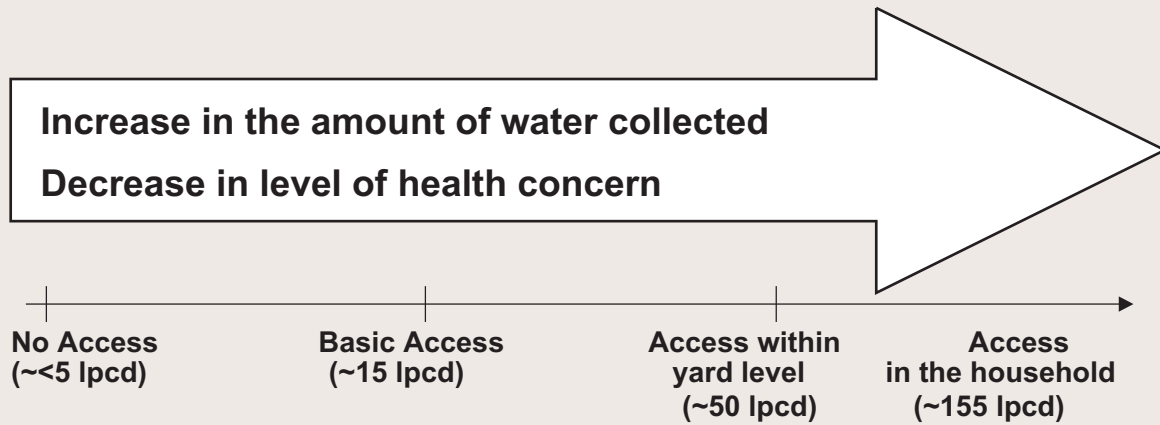 Increase in the amount of water collected
Decrease in level of health concern
No Access
(~<5 lpcd)
Basic Access
(~15 lpcd)
Access within
yard level
(~50 lpcd)
Access
in the household
(~155 lpcd)